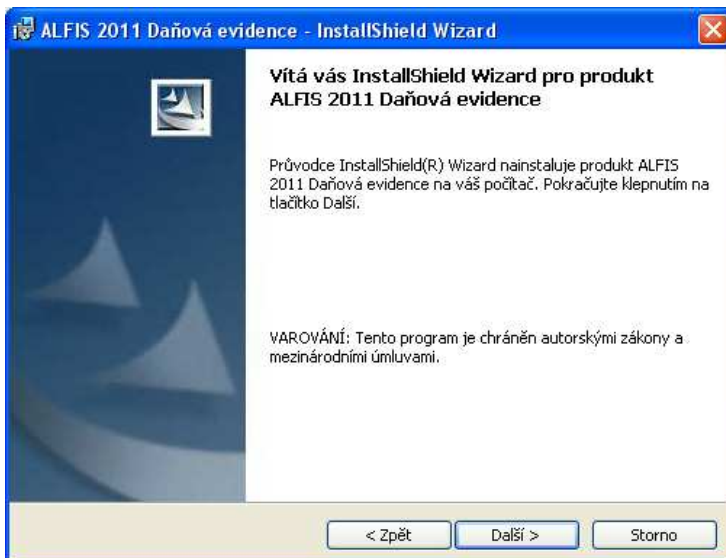 ALFIS 2011 Daňová evidence - InstallShield Wizard
Vítá vás InstallShield Wizard pro produkt
ALFIS 2011 Daňová evidence
Průvodce InstallShield(R) Wizard nainstaluje produkt ALFIS
2011 Daňová evidence na váš počítač. Pokračujte klepnutím na
tlačítko Další.
VAROVÁNÍ: Tento program je chráněn autorskými zákony a
mezinárodními úmluvami.
< Zpět
Další >
Storno